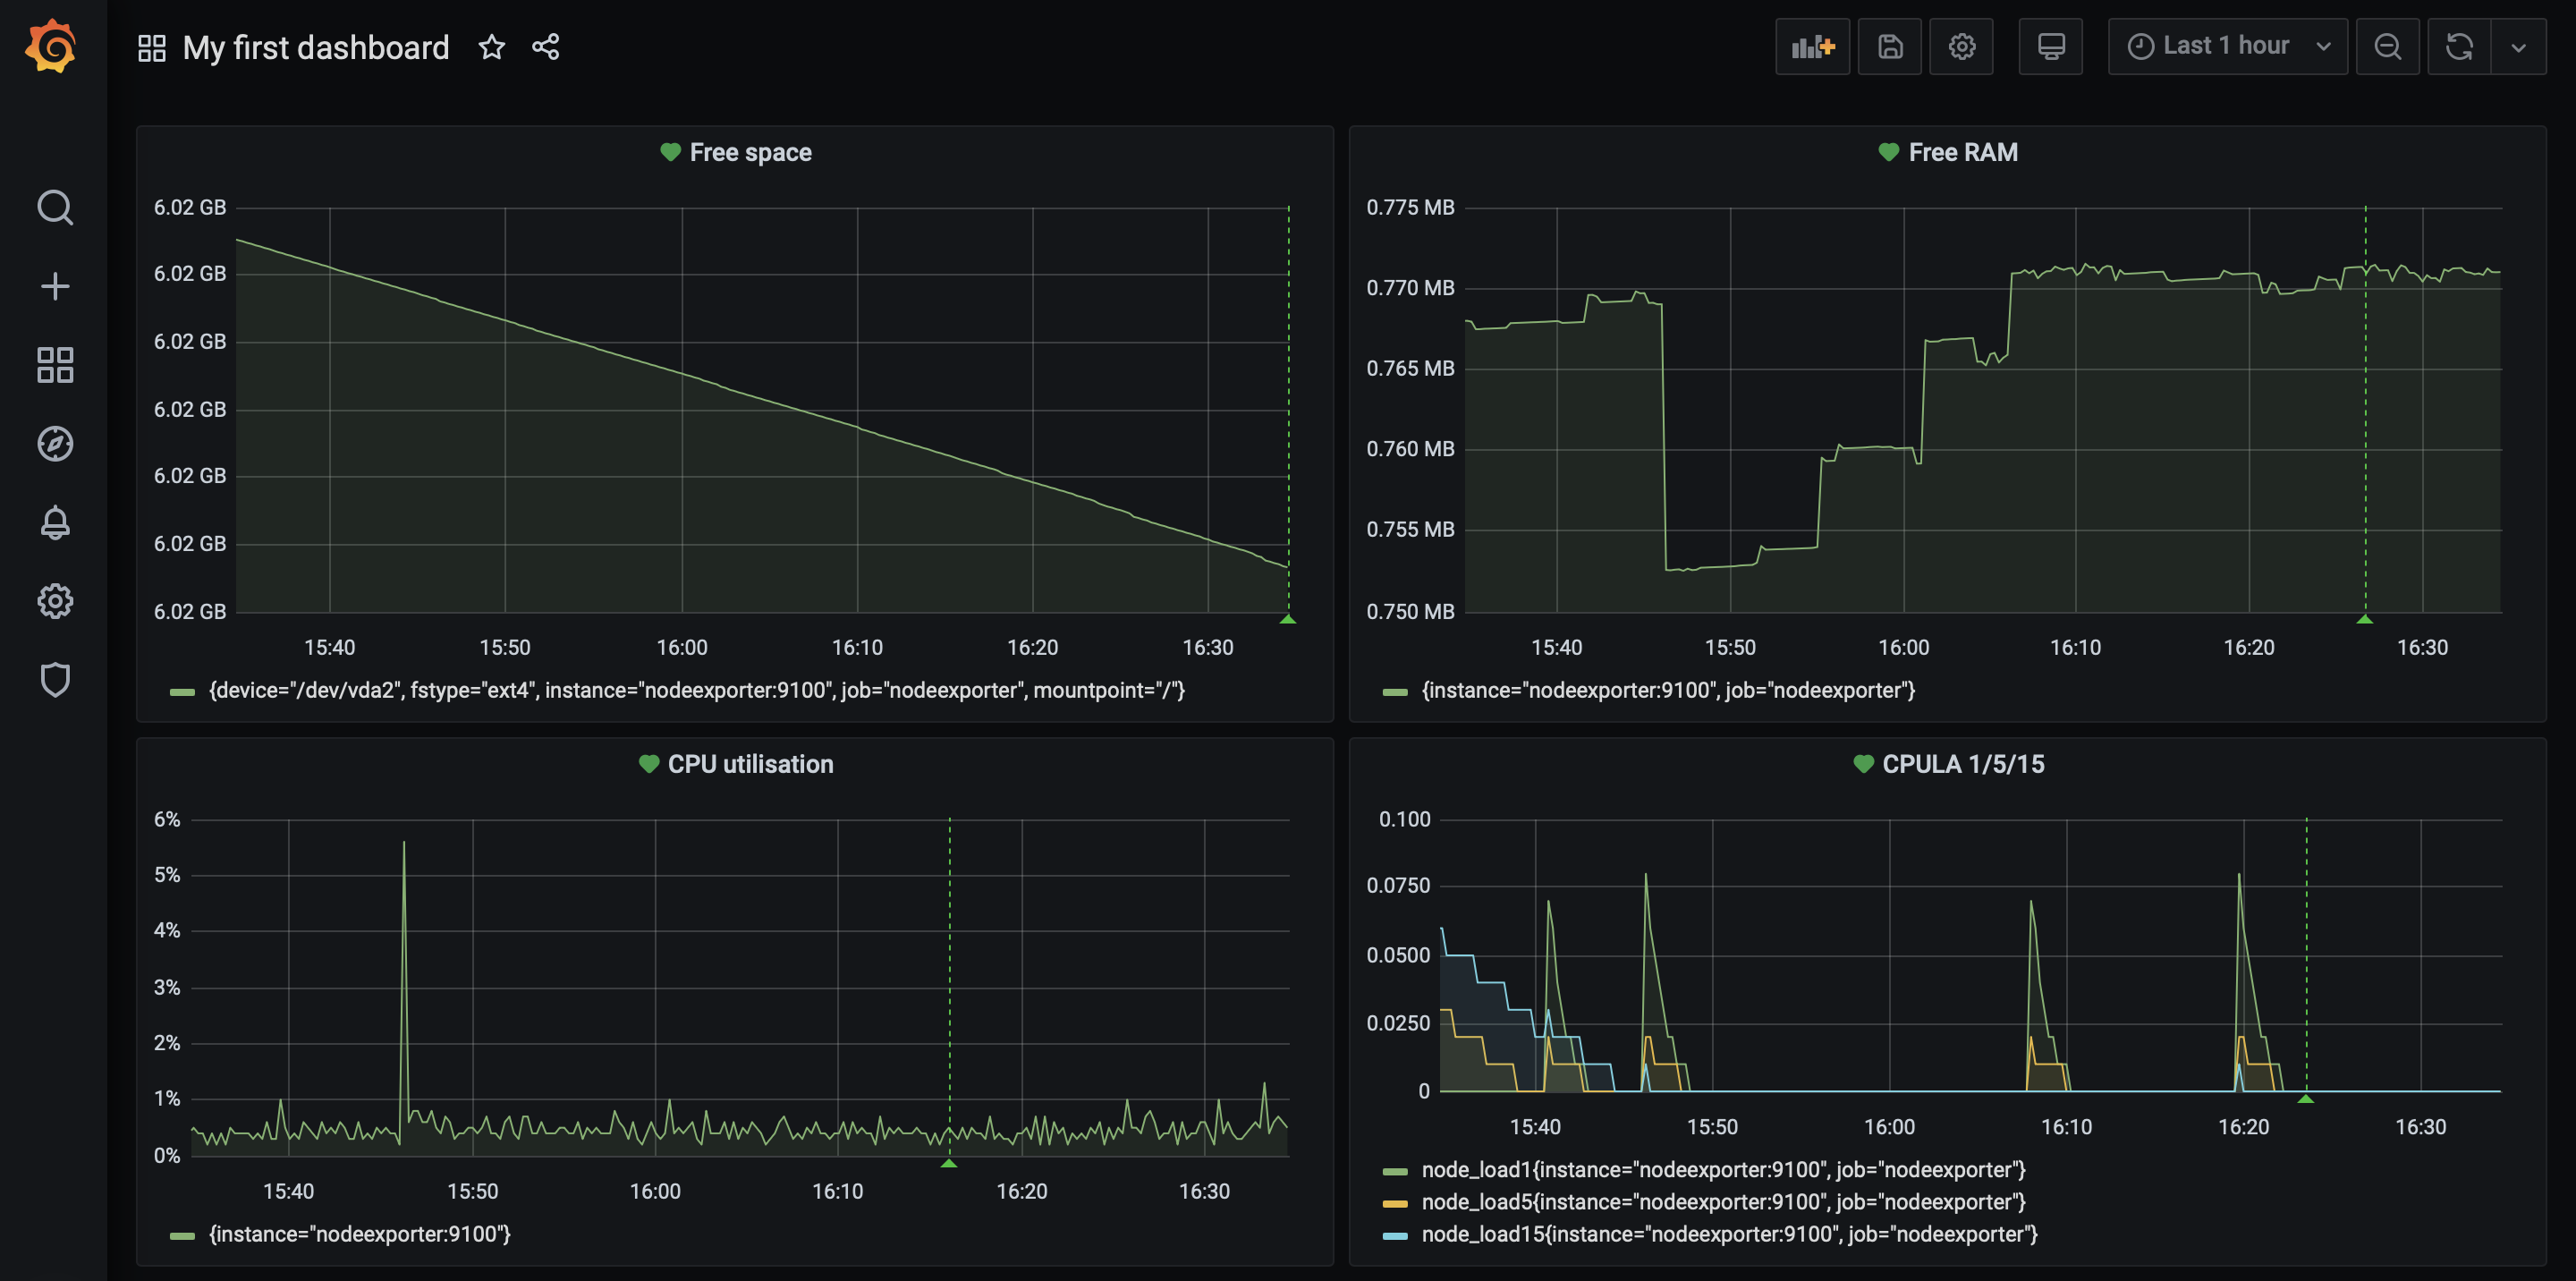 My first dashboard
Last 1 hour
Free space
6.02 GB
6.02 GB
6.02 GB
6.02 GB
6.02 GB
6.02 GB
6.02 GB
15:40 15:50 16:00 16:10 16:20 16:30
{device="/dev/vda2", fstype="ext4", instance="nodeexporter:9100", job="nodeexporter", mountpoint="/"}
Free RAM
0.775 MB
0.770 MB
0.765 MB
0.760 MB
0.755 MB
0.750 MB
15:40 15:50 16:00 16:10 16:20 16:30
{instance="nodeexporter:9100", job="nodeexporter"}
CPU utilisation
6%
5%
4%
3%
2%
1%
0%
15:40 15:50 16:00 16:10 16:20 16:30
{instance="nodeexporter:9100"}
CPULA 1/5/15
0.100
0.0750
0.0500
0.0250
0
15:40 15:50 16:00 16:10 16:20 16:30
node_load1{instance="nodeexporter:9100", job="nodeexporter"}
node_load5{instance="nodeexporter:9100", job="nodeexporter"}
node_load15{instance="nodeexporter:9100", job="nodeexporter"}